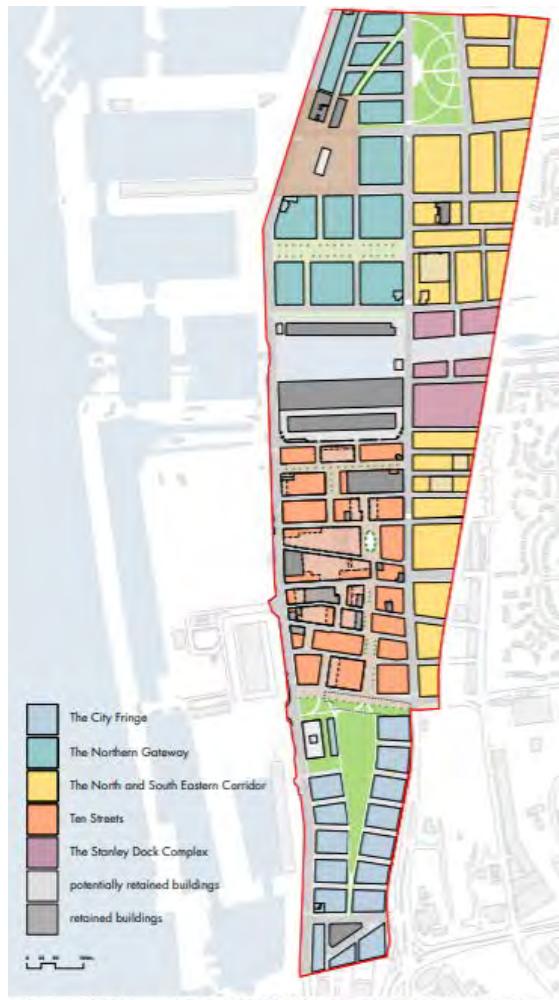 The City Fringe
The Northern Gateway
The North and South Eastern Corridor
Ten Streets
The Stanley Dock Complex
potentially retained buildings
retained buildings